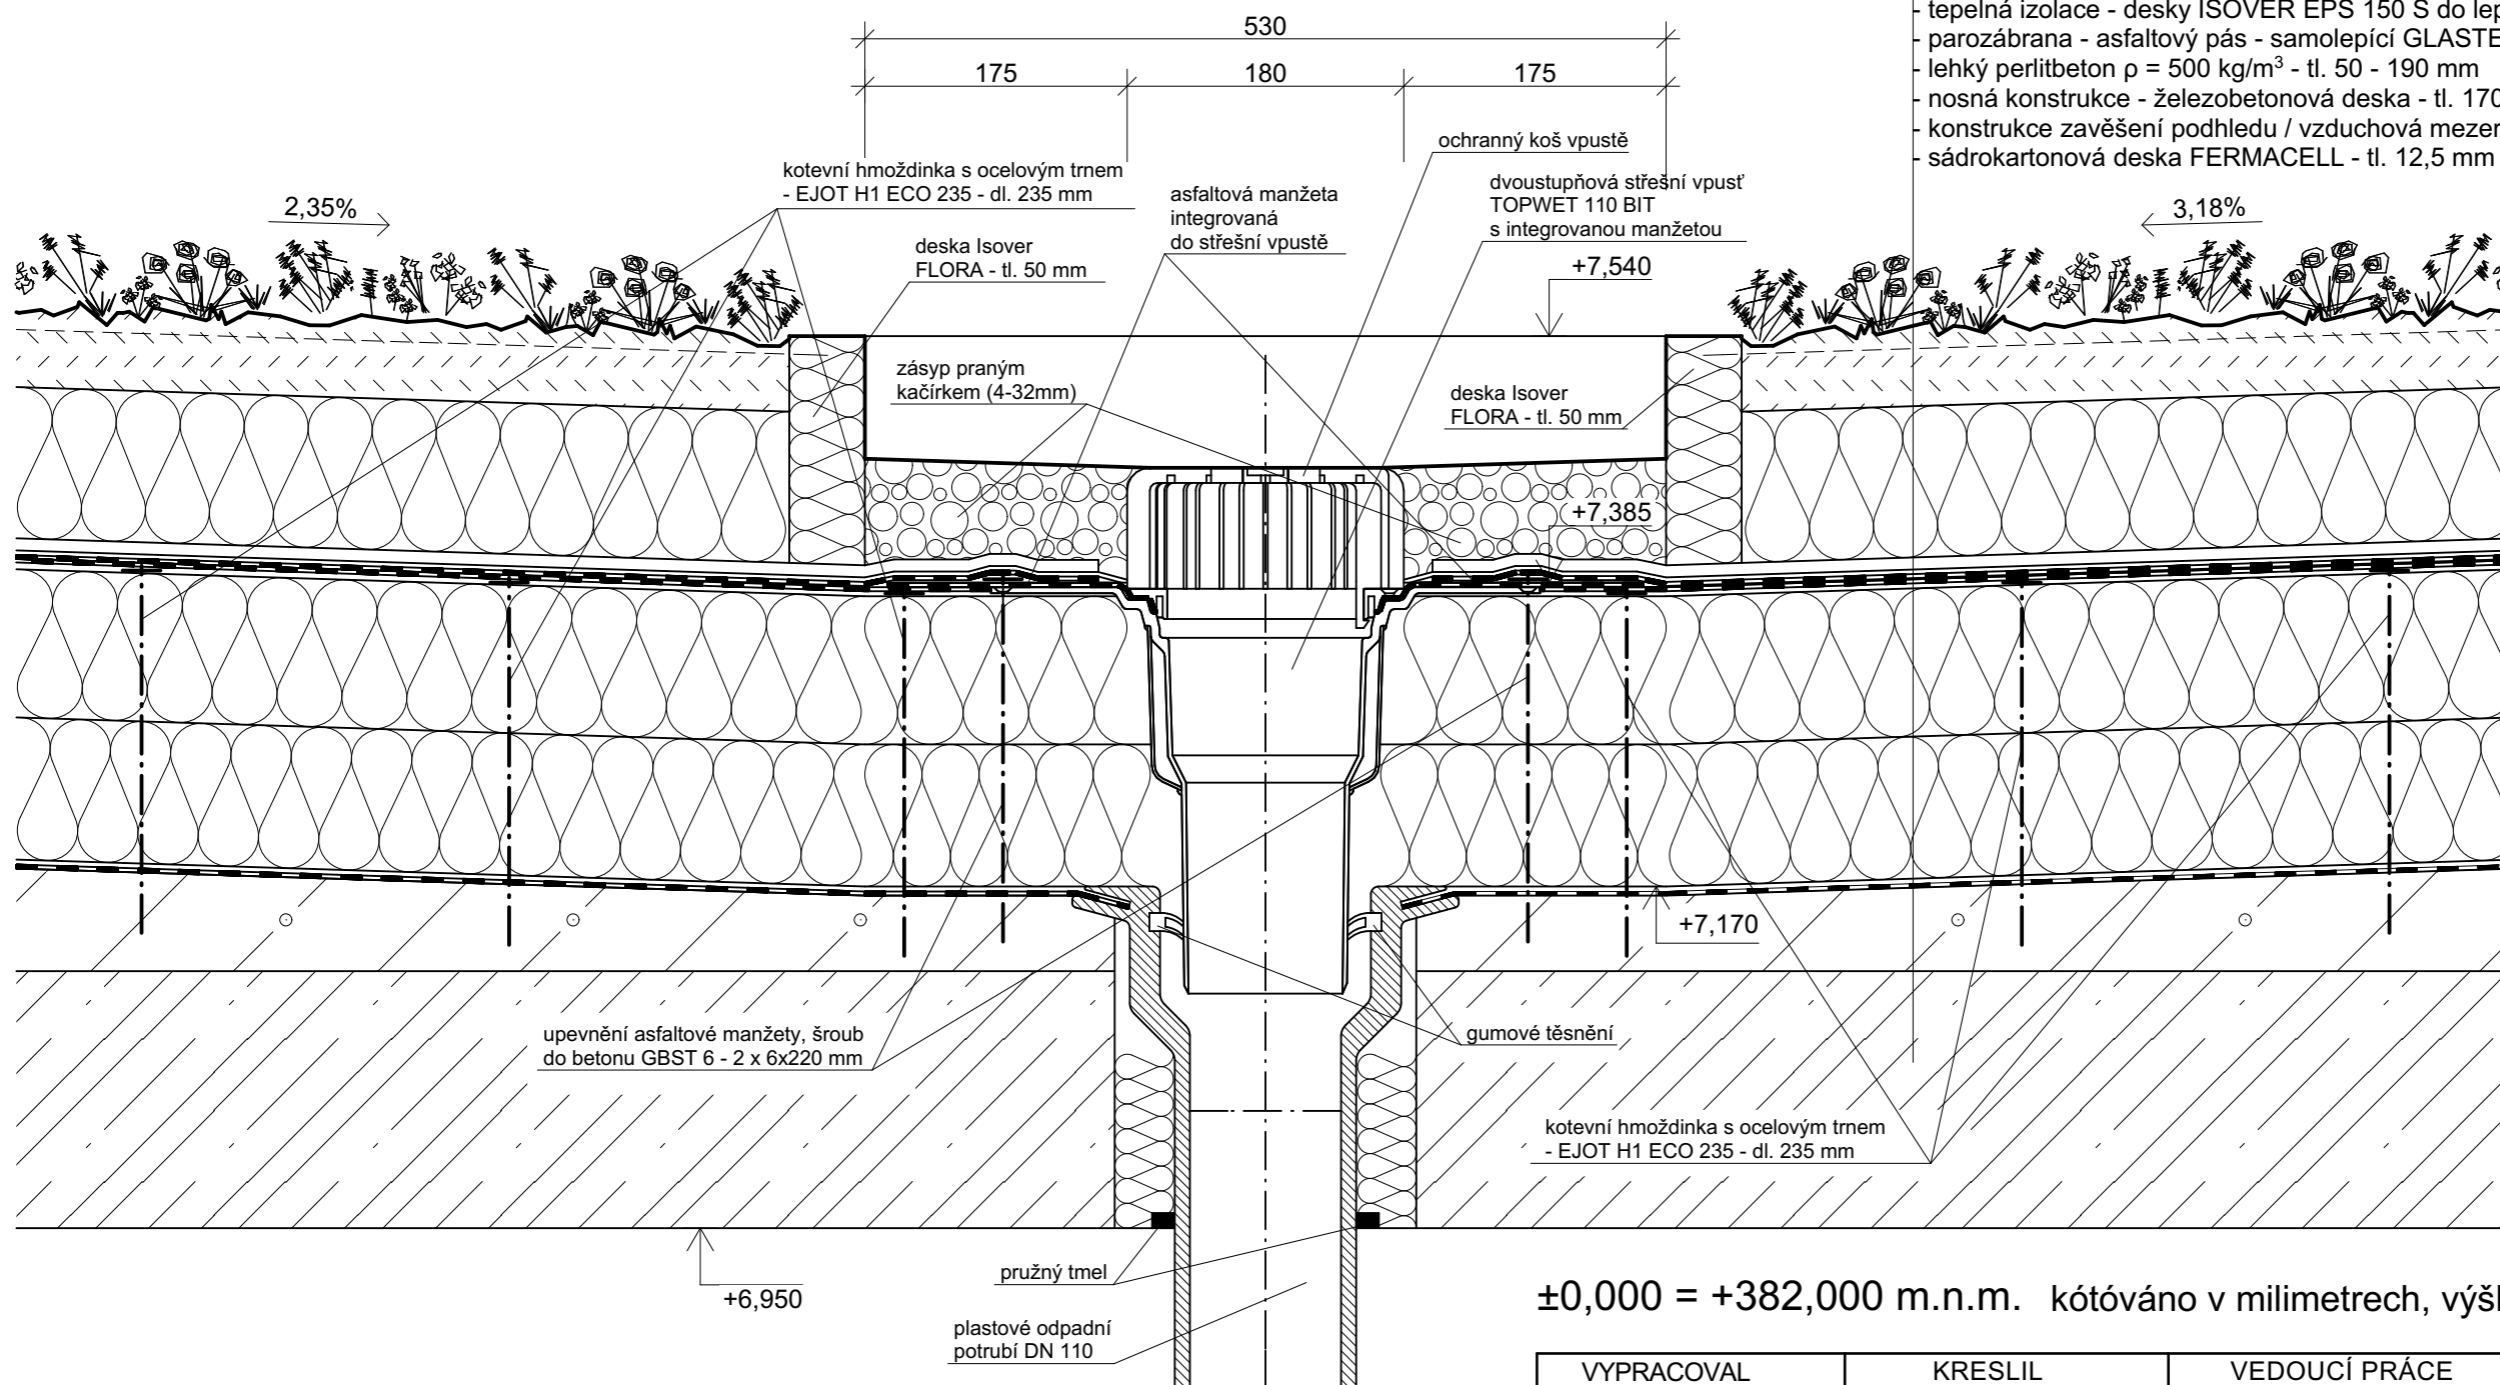 - tepelná izolace - desky ISOVER EPS 150 S do
- parozábrana - asfaltový pás - samolepící
- lehký perlitbeton ρ = 500 kg/m³ - tl. 50 - 190 mm
- nosná konstrukce - železobetonová deska - tl. 170
- konstrukce zavěšení podhledu / vzduchová
- sádrokartonová deska FERMACELL - tl. 12,5 mm
530
175
180
175
ochranný koš vpustě
kotevní hmoždinka s ocelovým trnem
- EJOT H1 ECO 235 - dl. 235 mm
asfaltová manžeta
integrovaná
do střešní vpustě
dvoustupňová střešní vpusť
TOPWET 110 BIT
s integrovanou manžetou
2,35%
3,18%
deska Isover
FLORA - tl. 50 mm
+7,540
zásyp praným
kačírkem (4-32mm)
deska Isover
FLORA - tl. 50 mm
+7,385
+7,170
upevnění asfaltové manžety, šroub
do betonu GBST 6 - 2 x 6x220 mm
gumové těsnění
kotevní hmoždinka s ocelovým trnem
- EJOT H1 ECO 235 - dl. 235 mm
pružný tmel
+6,950
plastové odpadní
potrubí DN 110
±0,000 = +382,000 m.n.m. kótováno v milimetrech,
VYPRACOVAL
KRESLIL
VEDOUCÍ PRÁCE